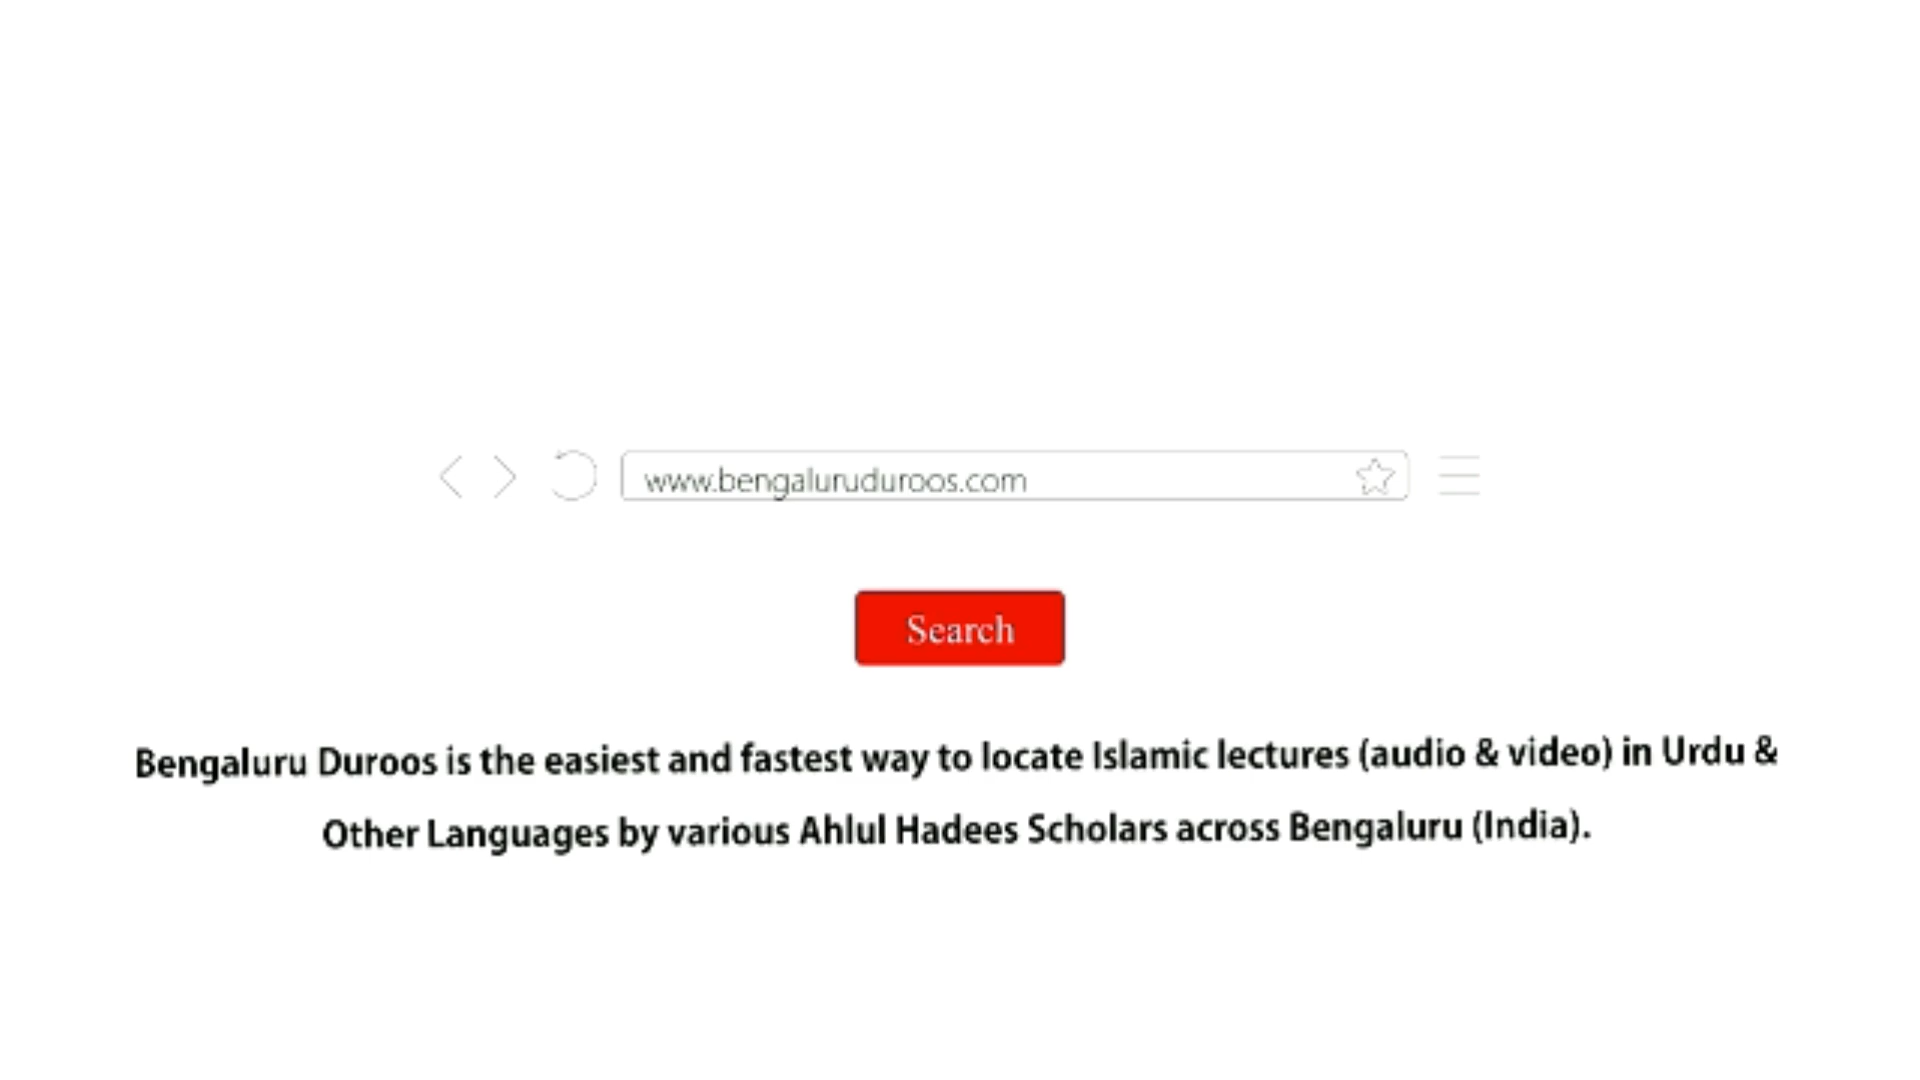 www.bengaluruduroos.com
Search
Bengaluru Duroos is the easiest and fastest way to locate Islamic lectures (audio & video) in Urdu &
Other Languages by various Ahlul Hadees Scholars across Bengaluru (India).